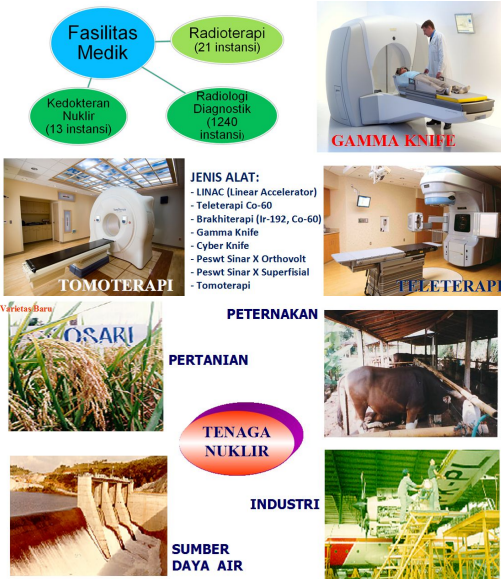 Fasilitas
Medik
Radioterapi
(21 instansi)
Kedokteran
Nuklir
(13 instansi)
Radiologi
Diagnostik
(1240
instansi)
GAMMA KNIFE
TOMOTERAPI
JENIS ALAT:
- LINAC (Linear Accelerator)
- Teleterapi Co-60
- Brakhiterapi (Ir-192, Co-60)
- Gamma Knife
- Cyber Knife
- Peswt Sinar X Orthovolt
- Peswt Sinar X Superfisial
- Tomoterapi
TELETERAPI
Varietas Baru
OSARI
PETERNAKAN
PERTANIAN
TENAGA
NUKLIR
INDUSTRI
SUMBER
DAYA AIR